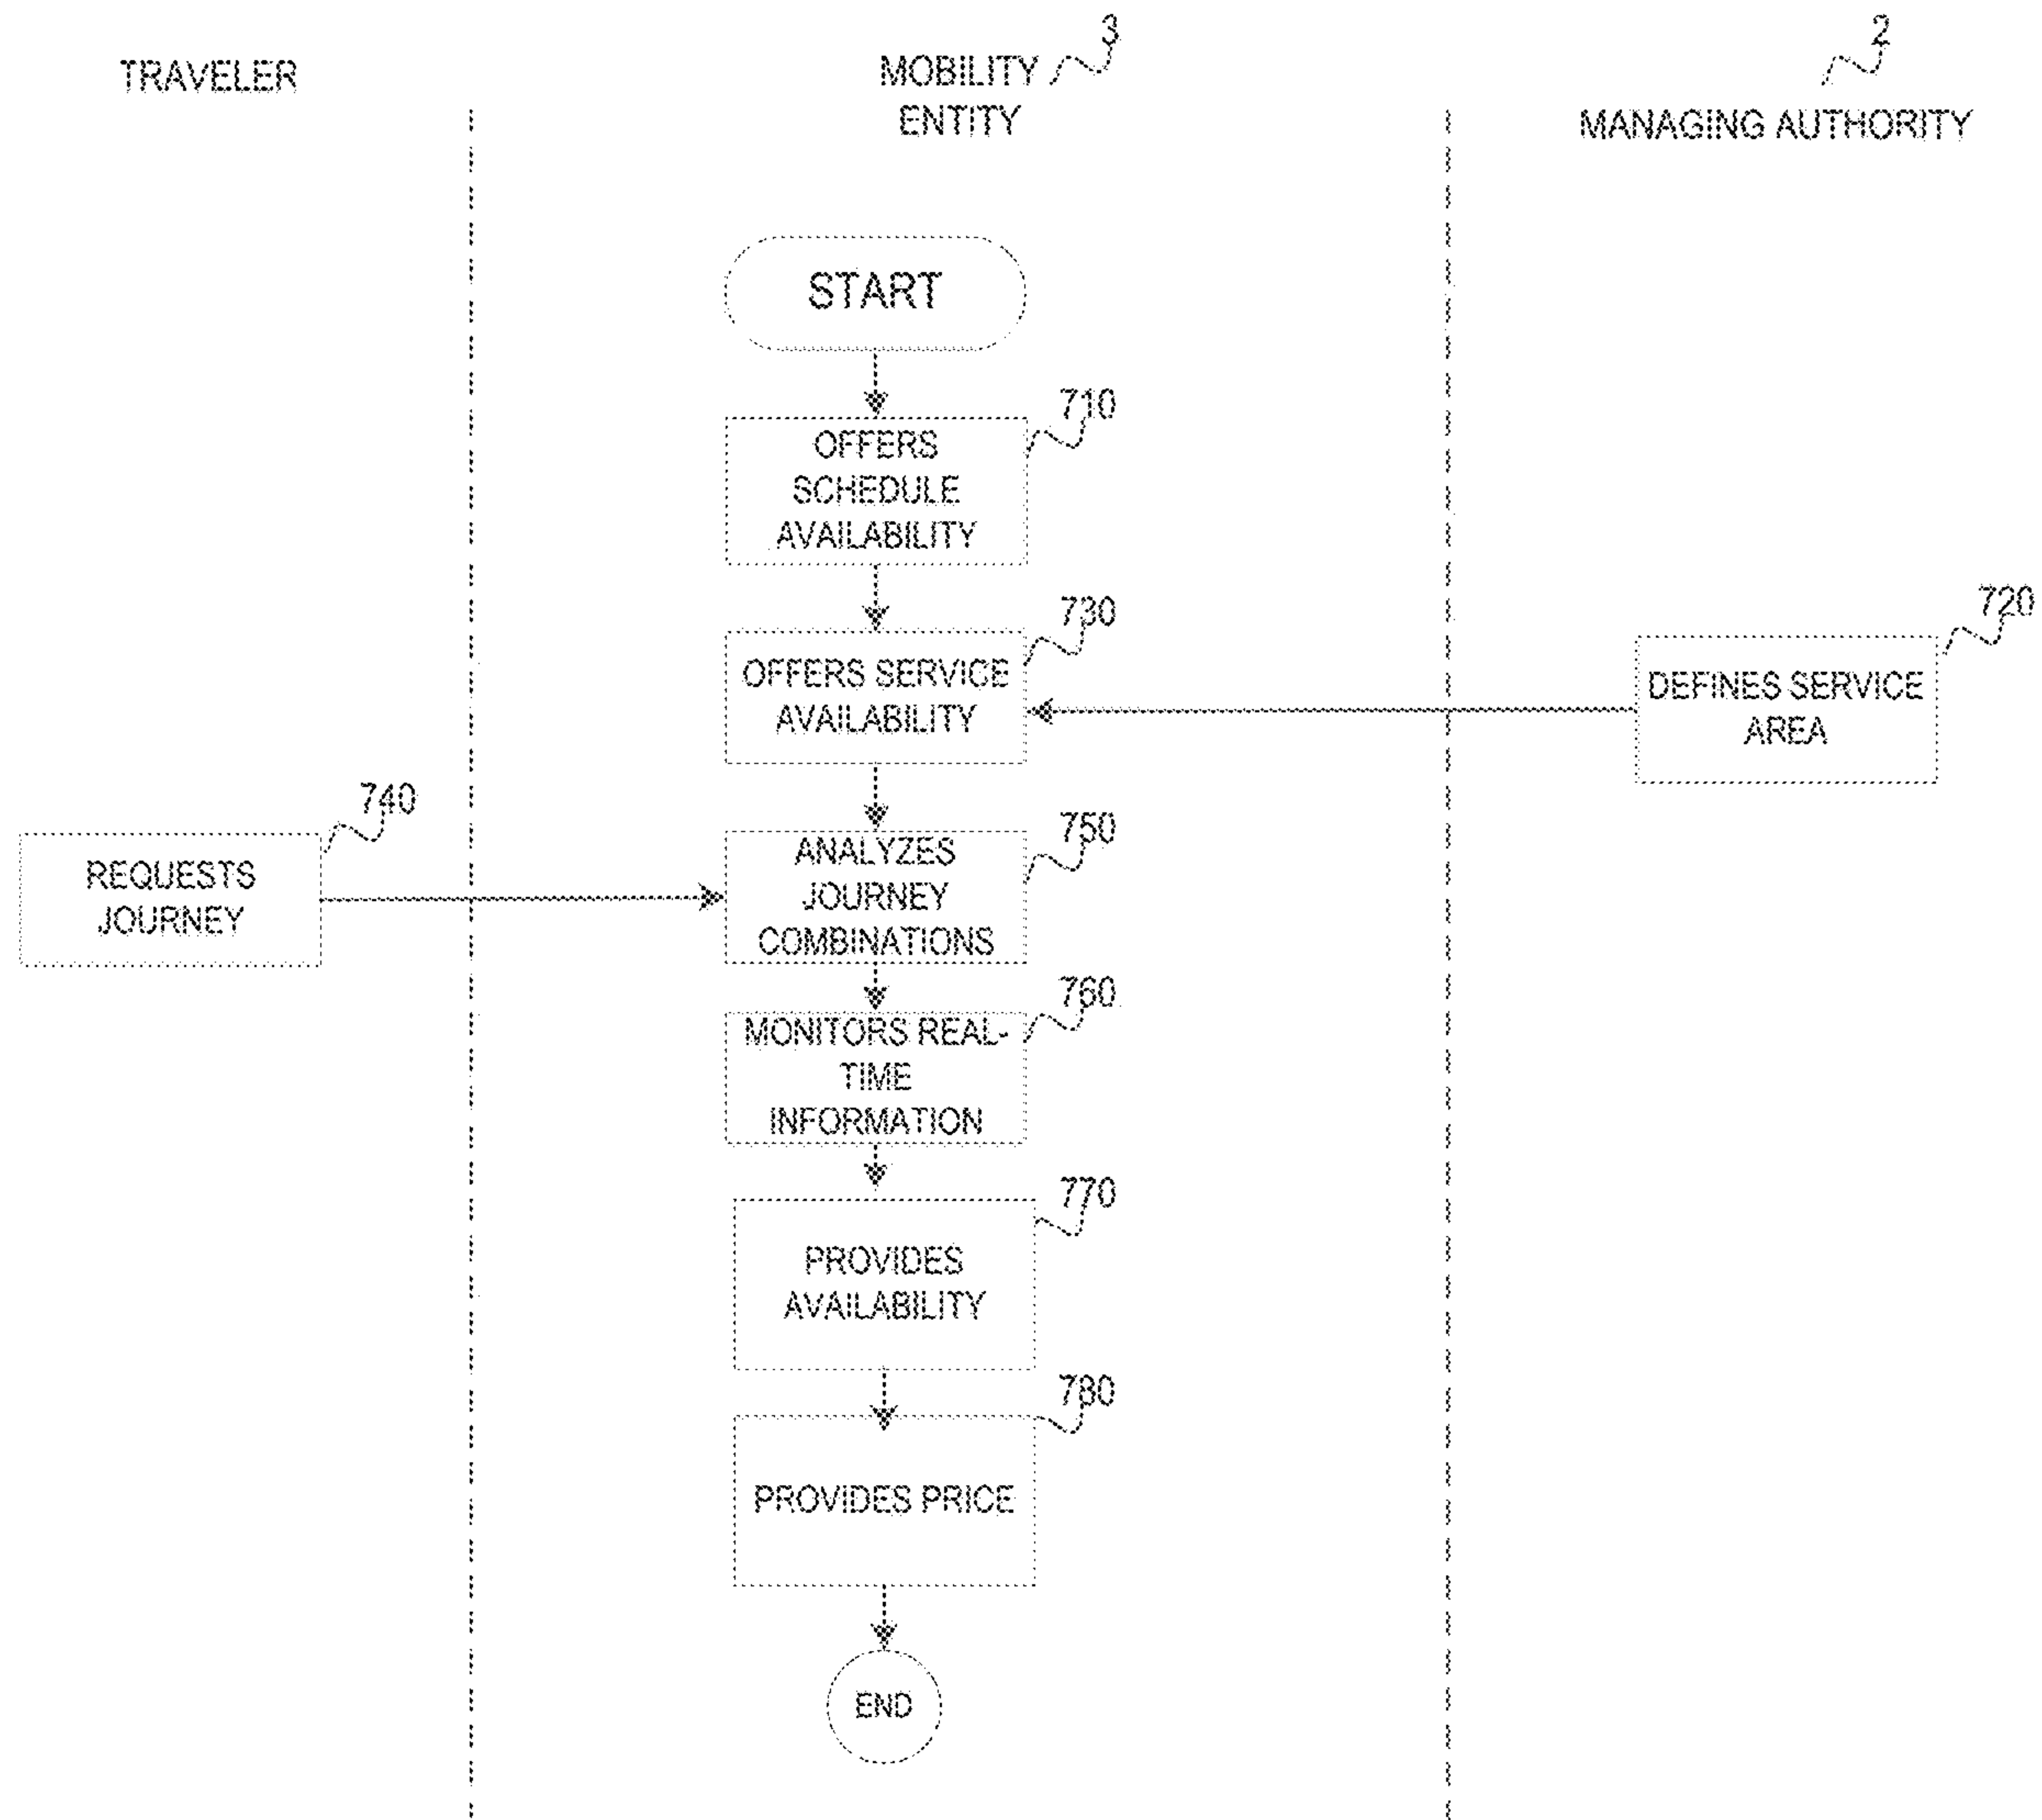 3
2
TRAVELER
MOBILITY
ENTITY
MANAGING AUTHORITY
START
710
OFFERS
SCHEDULE
AVAILABILITY
730
OFFERS SERVICE
AVAILABILITY
720
DEFINES SERVICE
AREA
740
REQUESTS
JOURNEY
750
ANALYZES
JOURNEY
COMBINATIONS
760
MONITORS REAL-
TIME
INFORMATION
770
PROVIDES
AVAILABILITY
780
PROVIDES PRICE
END